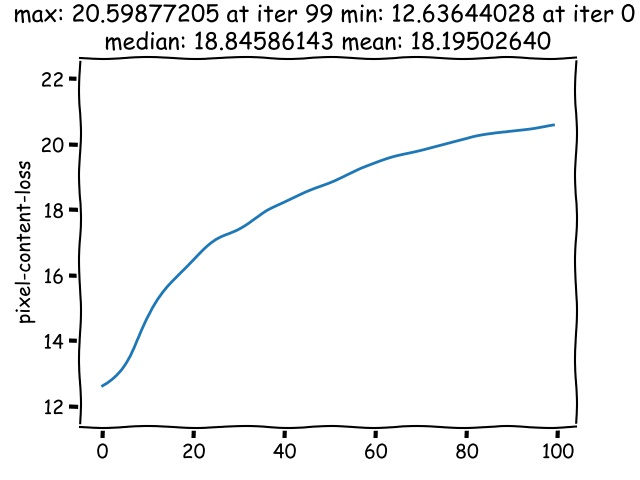 max: 20.59877205 at iter 99 min: 12.63644028 at iter 0
median: 18.84586143 mean: 18.19502640
22
20
18
16
14
12
pixel-content-loss
0 20 40 60 80 100